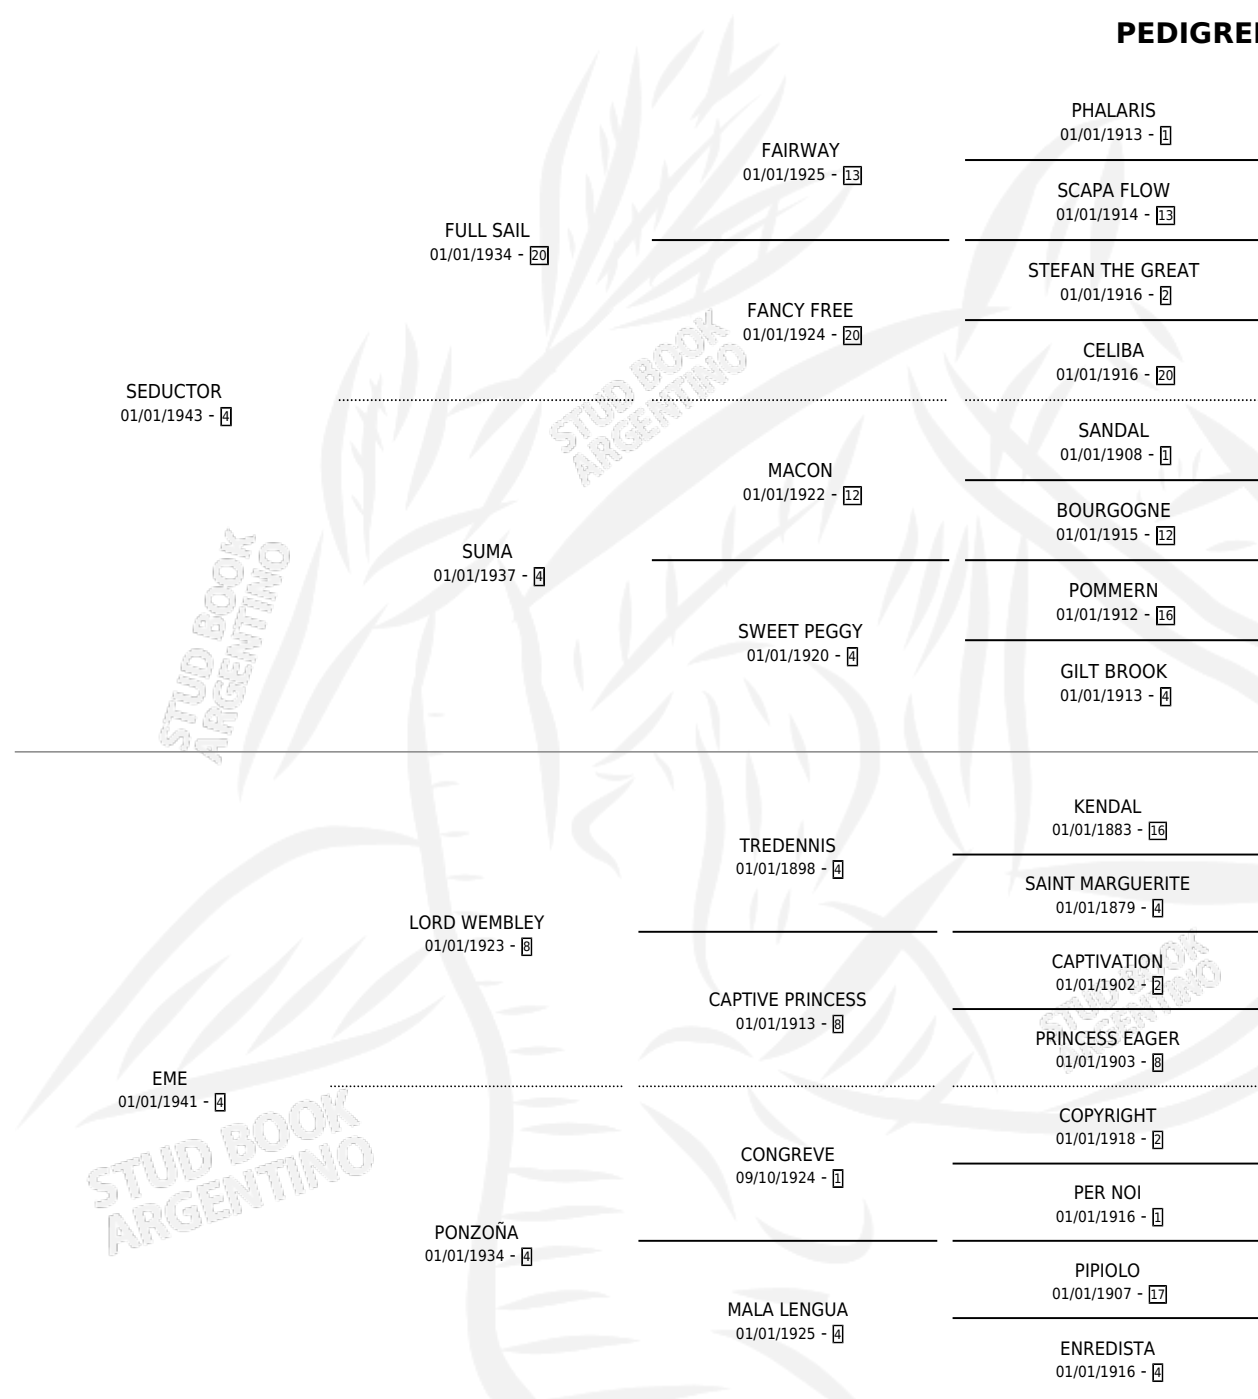 PEDIGREE
SEDUCTOR
01/01/1943 - 4
FULL SAIL
01/01/1934 - 20
FAIRWAY
01/01/1925 - 13
PHALARIS
01/01/1913 - 1
SCAPA FLOW
01/01/1914 - 13
FANCY FREE
01/01/1924 - 20
STEFAN THE GREAT
01/01/1916 - 2
CELIBA
01/01/1916 - 20
SUMA
01/01/1937 - 4
MACON
01/01/1922 - 12
SANDAL
01/01/1908 - 1
BOURGOGNE
01/01/1915 - 12
SWEET PEGGY
01/01/1920 - 4
POMMERN
01/01/1912 - 16
GILT BROOK
01/01/1913 - 4
EME
01/01/1941 - 4
LORD WEMBLEY
01/01/1923 - 8
TREDENNIS
01/01/1898 - 4
KENDAL
01/01/1883 - 16
SAINT MARGUERITE
01/01/1879 - 4
CAPTIVE PRINCESS
01/01/1913 - 8
CAPTIVATION
01/01/1902 - 2
PRINCESS EAGER
01/01/1903 - 8
PONZOÑA
01/01/1934 - 4
CONGREVE
09/10/1924 - 1
COPYRIGHT
01/01/1918 - 2
PER NOI
01/01/1916 - 1
MALA LENGUA
01/01/1925 - 4
PIPIOLO
01/01/1907 - 17
ENREDISTA
01/01/1916 - 4
STUD BOOK
ARGENTINO
STUD BOOK
ARGENTINO
STUD BOOK
ARGENTINO
STUD BOOK
ARGENTINO